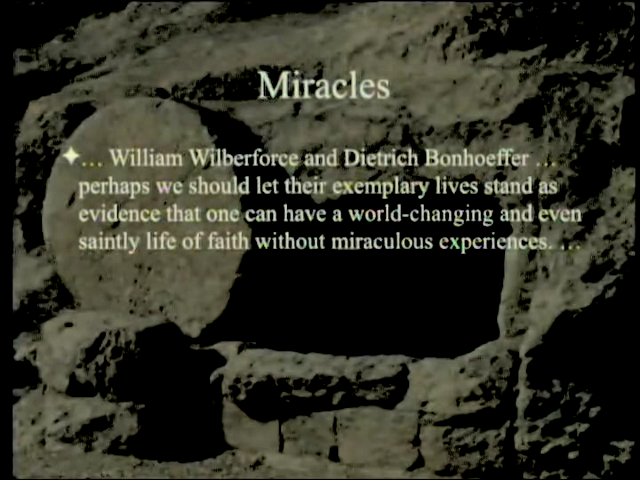 Miracles
… William Wilberforce and Dietrich Bonhoeffer …
perhaps we should let their exemplary lives stand as
evidence that one can have a world-changing and even
saintly life of faith without miraculous experiences. …